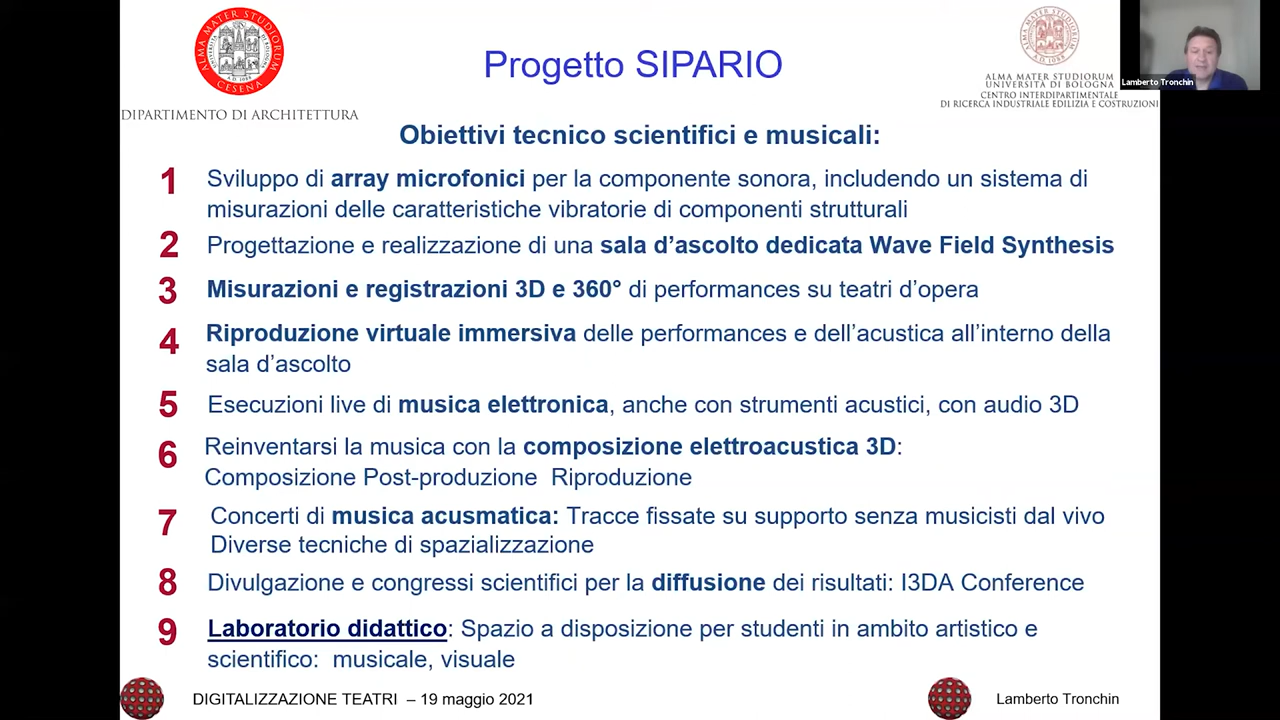 ALMA MATER STUDIORUM
A.D. 1088
CESENA
DIPARTIMENTO DI ARCHITETTURA
Progetto SIPARIO
ALMA MATER STUDIORUM
UNIVERSITÀ DI BOLOGNA
CENTRO INTERDIPARTIMENTALE
DI RICERCA INDUSTRIALE EDILIZIA E COSTRUZIONI
Lamberto Tronchin
Obiettivi tecnico scientifici e musicali:
1 Sviluppo di array microfonici per la componente sonora, includendo un sistema di
misurazioni delle caratteristiche vibratorie di componenti strutturali
2 Progettazione e realizzazione di una sala d’ascolto dedicata Wave Field Synthesis
3 Misurazioni e registrazioni 3D e 360° di performances su teatri d’opera
4 Riproduzione virtuale immersiva delle performances e dell’acustica all’interno della
sala d’ascolto
5 Esecuzioni live di musica elettronica, anche con strumenti acustici, con audio 3D
6 Reinventarsi la musica con la composizione elettroacustica 3D:
Composizione Post-produzione Riproduzione
7 Concerti di musica acusmatica: Tracce fissate su supporto senza musicisti dal vivo
Diverse tecniche di spazializzazione
8 Divulgazione e congressi scientifici per la diffusione dei risultati: I3DA Conference
9 Laboratorio didattico: Spazio a disposizione per studenti in ambito artistico e
scientifico: musicale, visuale
DIGITALIZZAZIONE TEATRI – 19 maggio 2021
Lamberto Tronchin